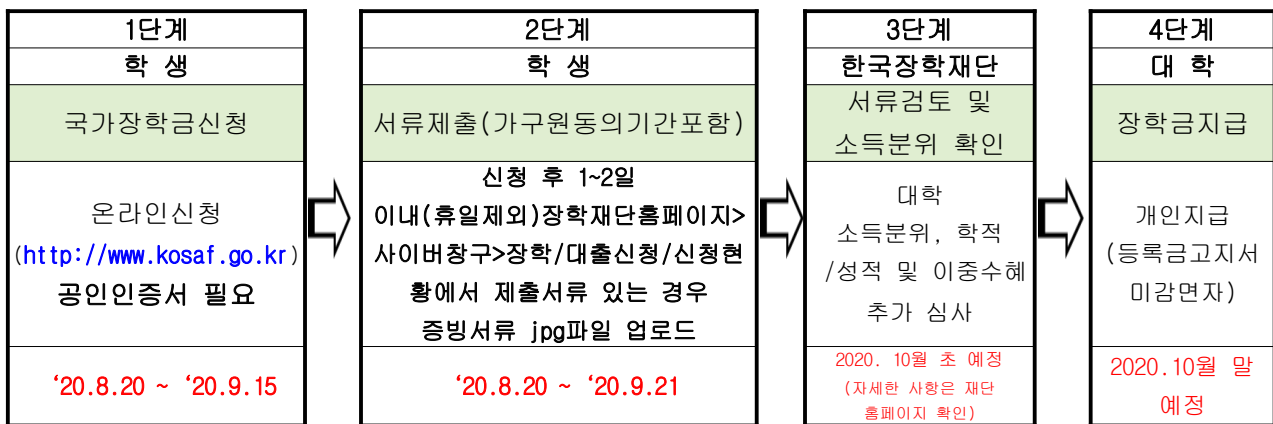 1단계
학 생
국가장학금신청
온라인신청
(http://www.kosaf.go.kr)
공인인증서 필요
‘20.8.20 ~ ‘20.9.15
2단계
학 생
서류제출(가구원동의기간포함)
신청 후 1~2일
이내(휴일제외)장학재단홈페이지>
사이버창구>장학/대출신청/신청현
황에서 제출서류 있는 경우
증빙서류 jpg파일 업로드
‘20.8.20 ~ ‘20.9.21
3단계
한국장학재단
서류검토 및
소득분위 확인
대학
소득분위, 학적
/성적 및 이중수혜
추가 심사
2020. 10월 초 예정
(자세한 사항은 재단
홈페이지 확인)
4단계
대 학
장학금지급
개인지급
(등록금고지서
미감면자)
2020.10월 말
예정